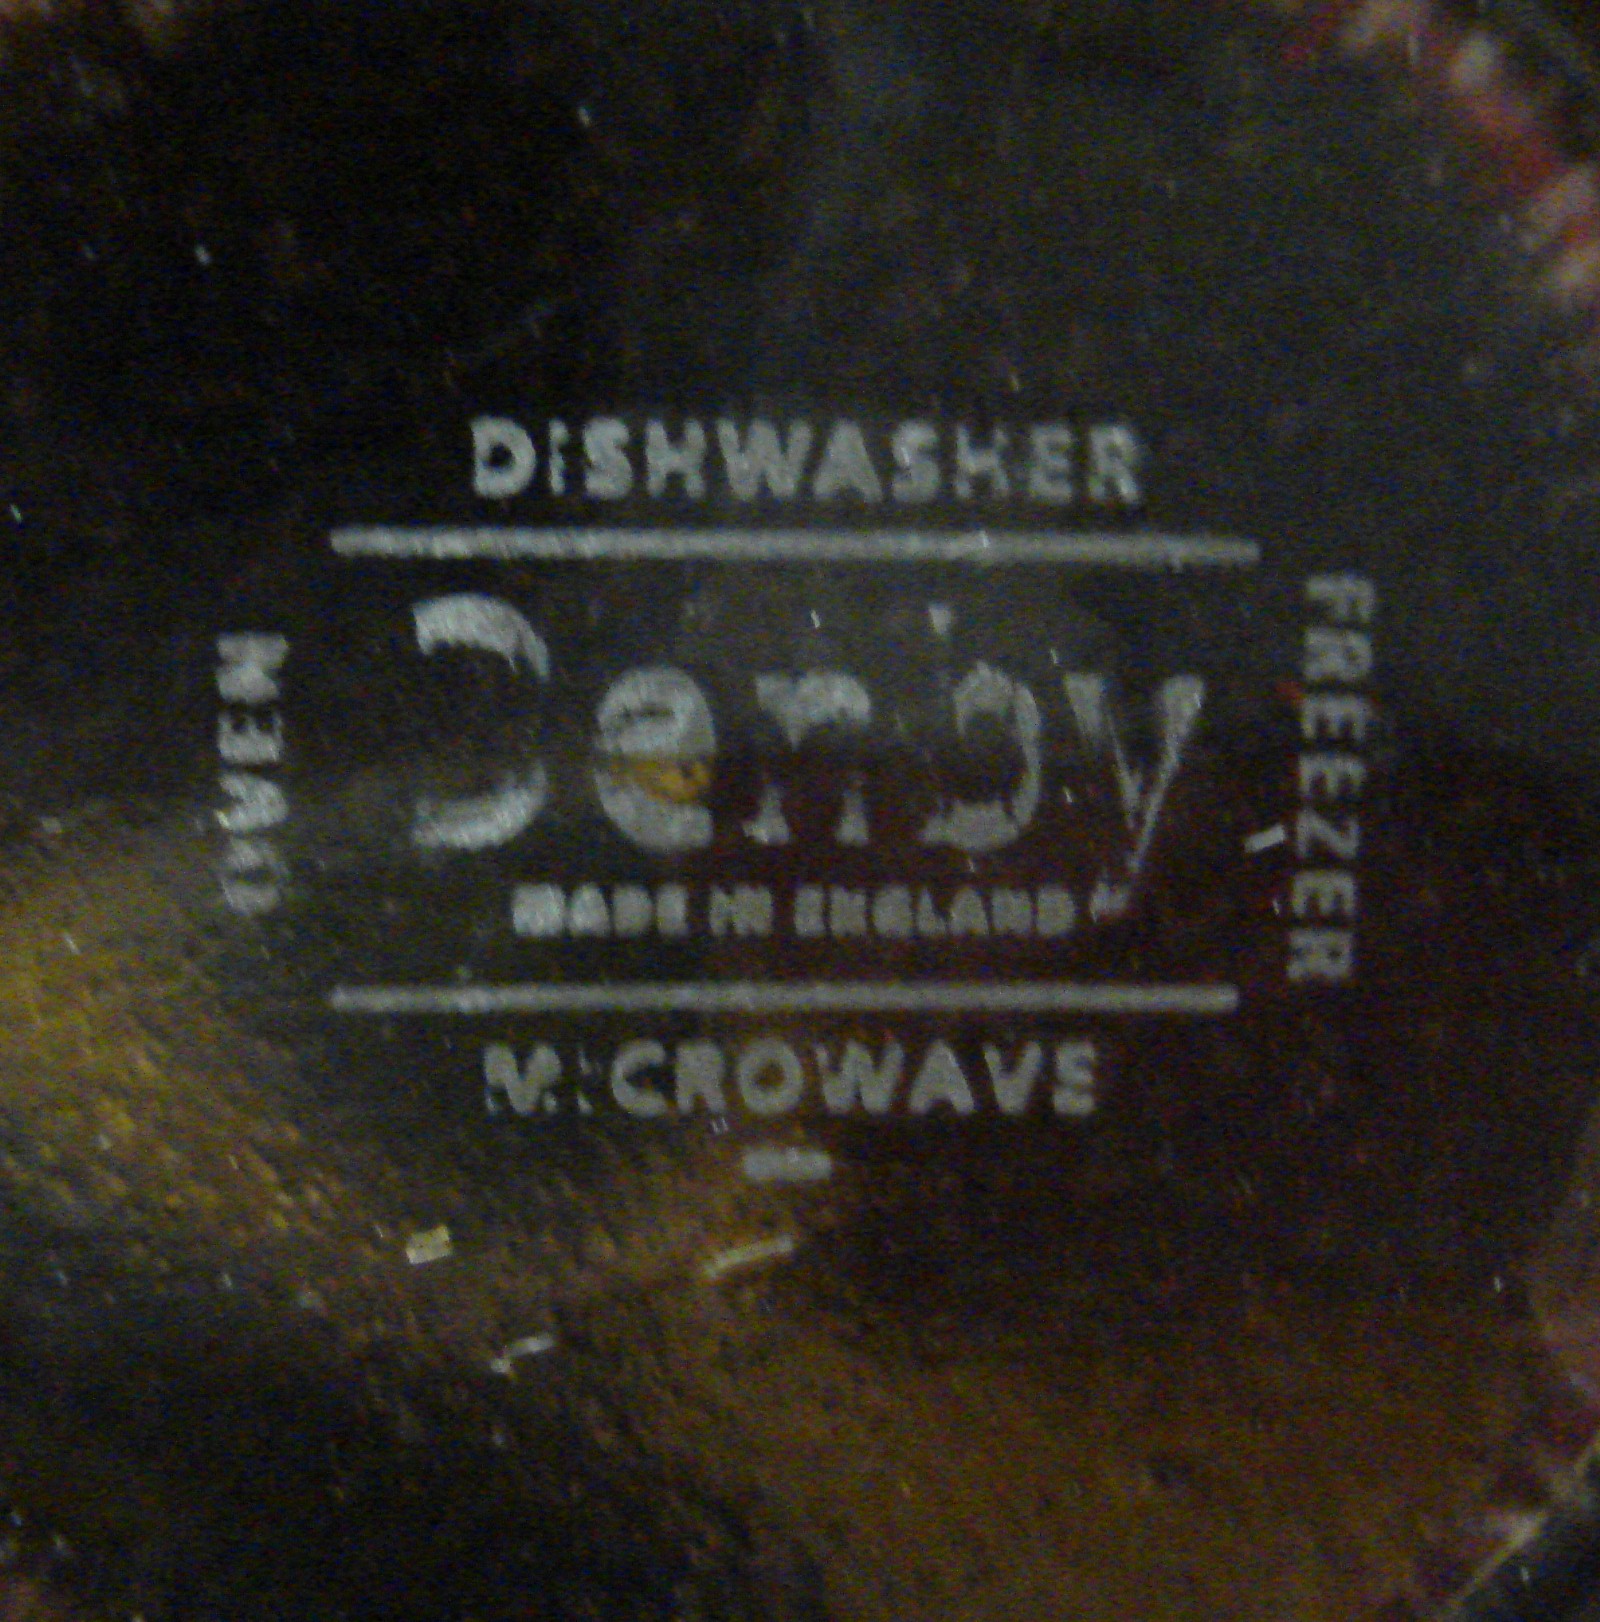 DISHWASHER
OVEN
Denby
FREEZER
MADE IN ENGLAND
MICROWAVE